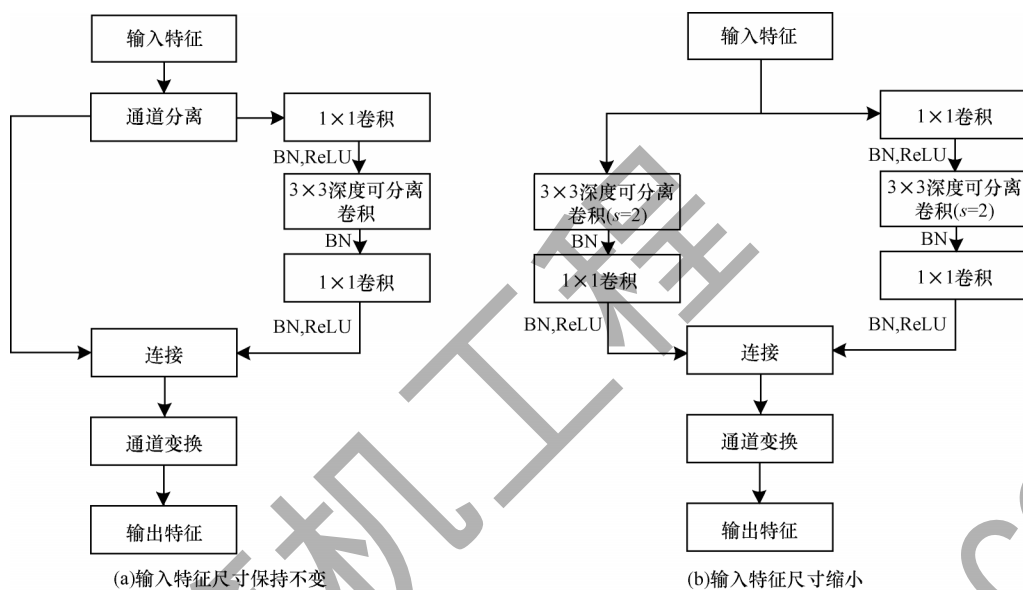 输入特征
通道分离
1×1卷积
BN,ReLU
3×3深度可分离
卷积
BN
1×1卷积
BN,ReLU
连接
通道变换
输出特征
(a)输入特征尺寸保持不变
输入特征
1×1卷积
BN,ReLU
3×3深度可分离
卷积(s=2)
BN
1×1卷积
BN,ReLU
3×3深度可分离
卷积(s=2)
BN
1×1卷积
BN,ReLU
连接
通道变换
输出特征
(b)输入特征尺寸缩小
机工程